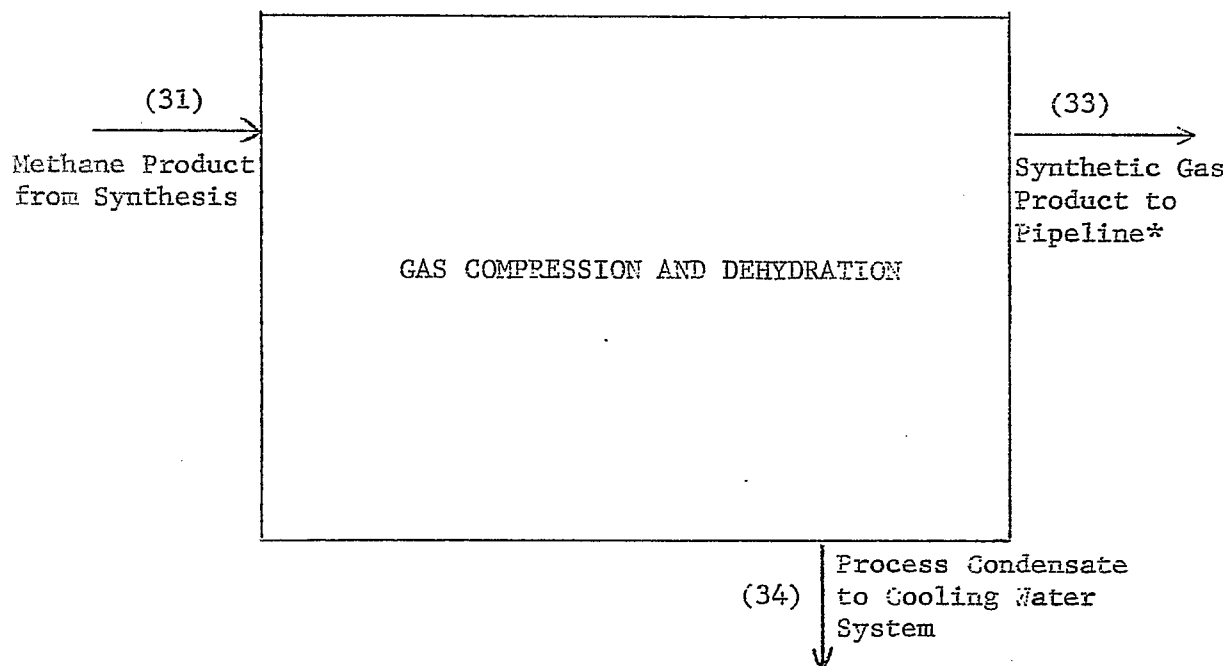 (31)
Methane Product
from Synthesis
GAS COMPRESSION AND DEHYDRATION
(33)
Synthetic Gas
Product to
Pipeline*
(34)
Process Condensate
to Cooling Water
System